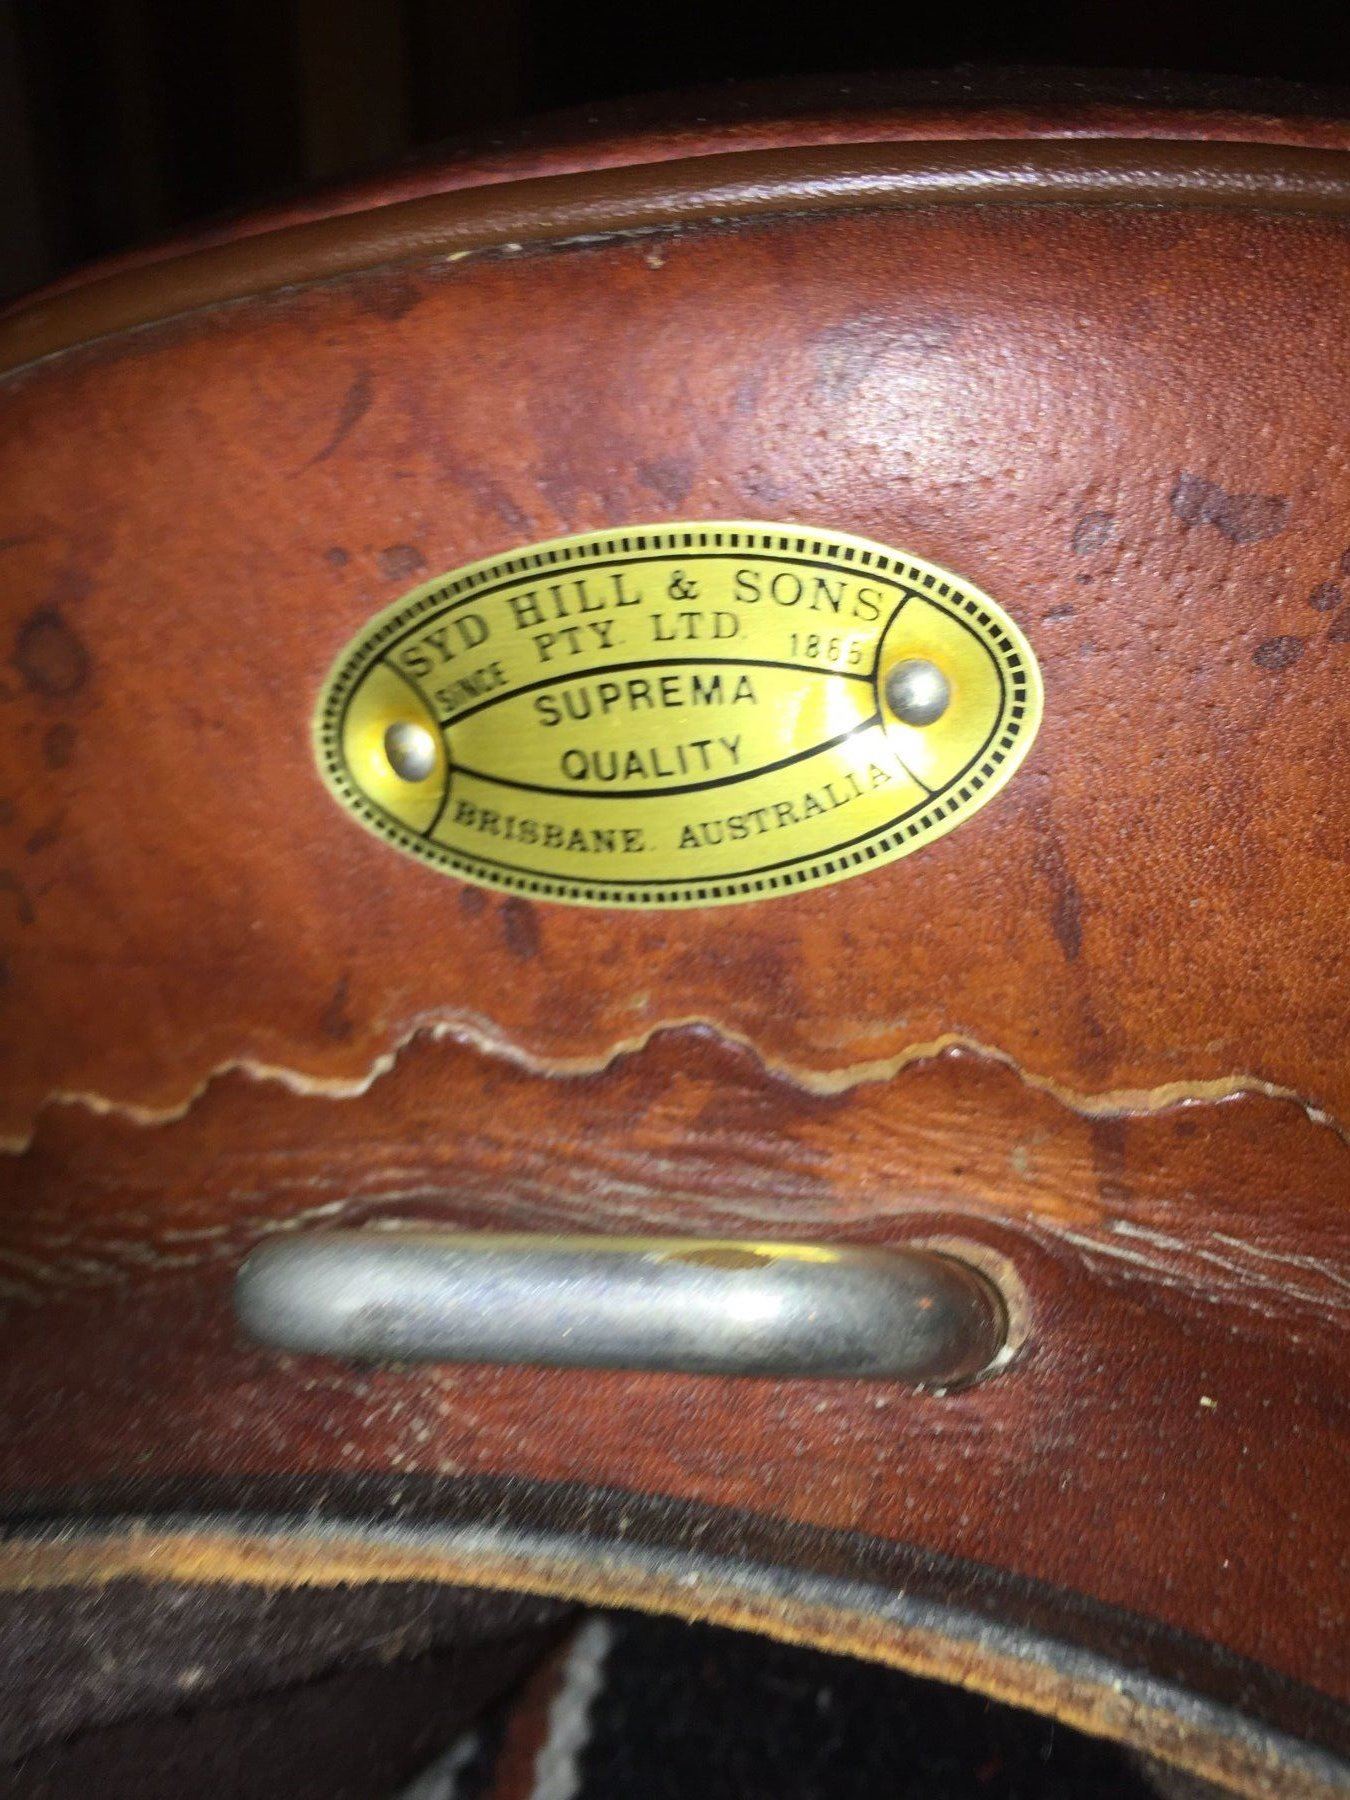 SYD HILL & SONS
PTY. LTD.
SINCE 1865
SUPREMA
QUALITY
BRISBANE. AUSTRALIA